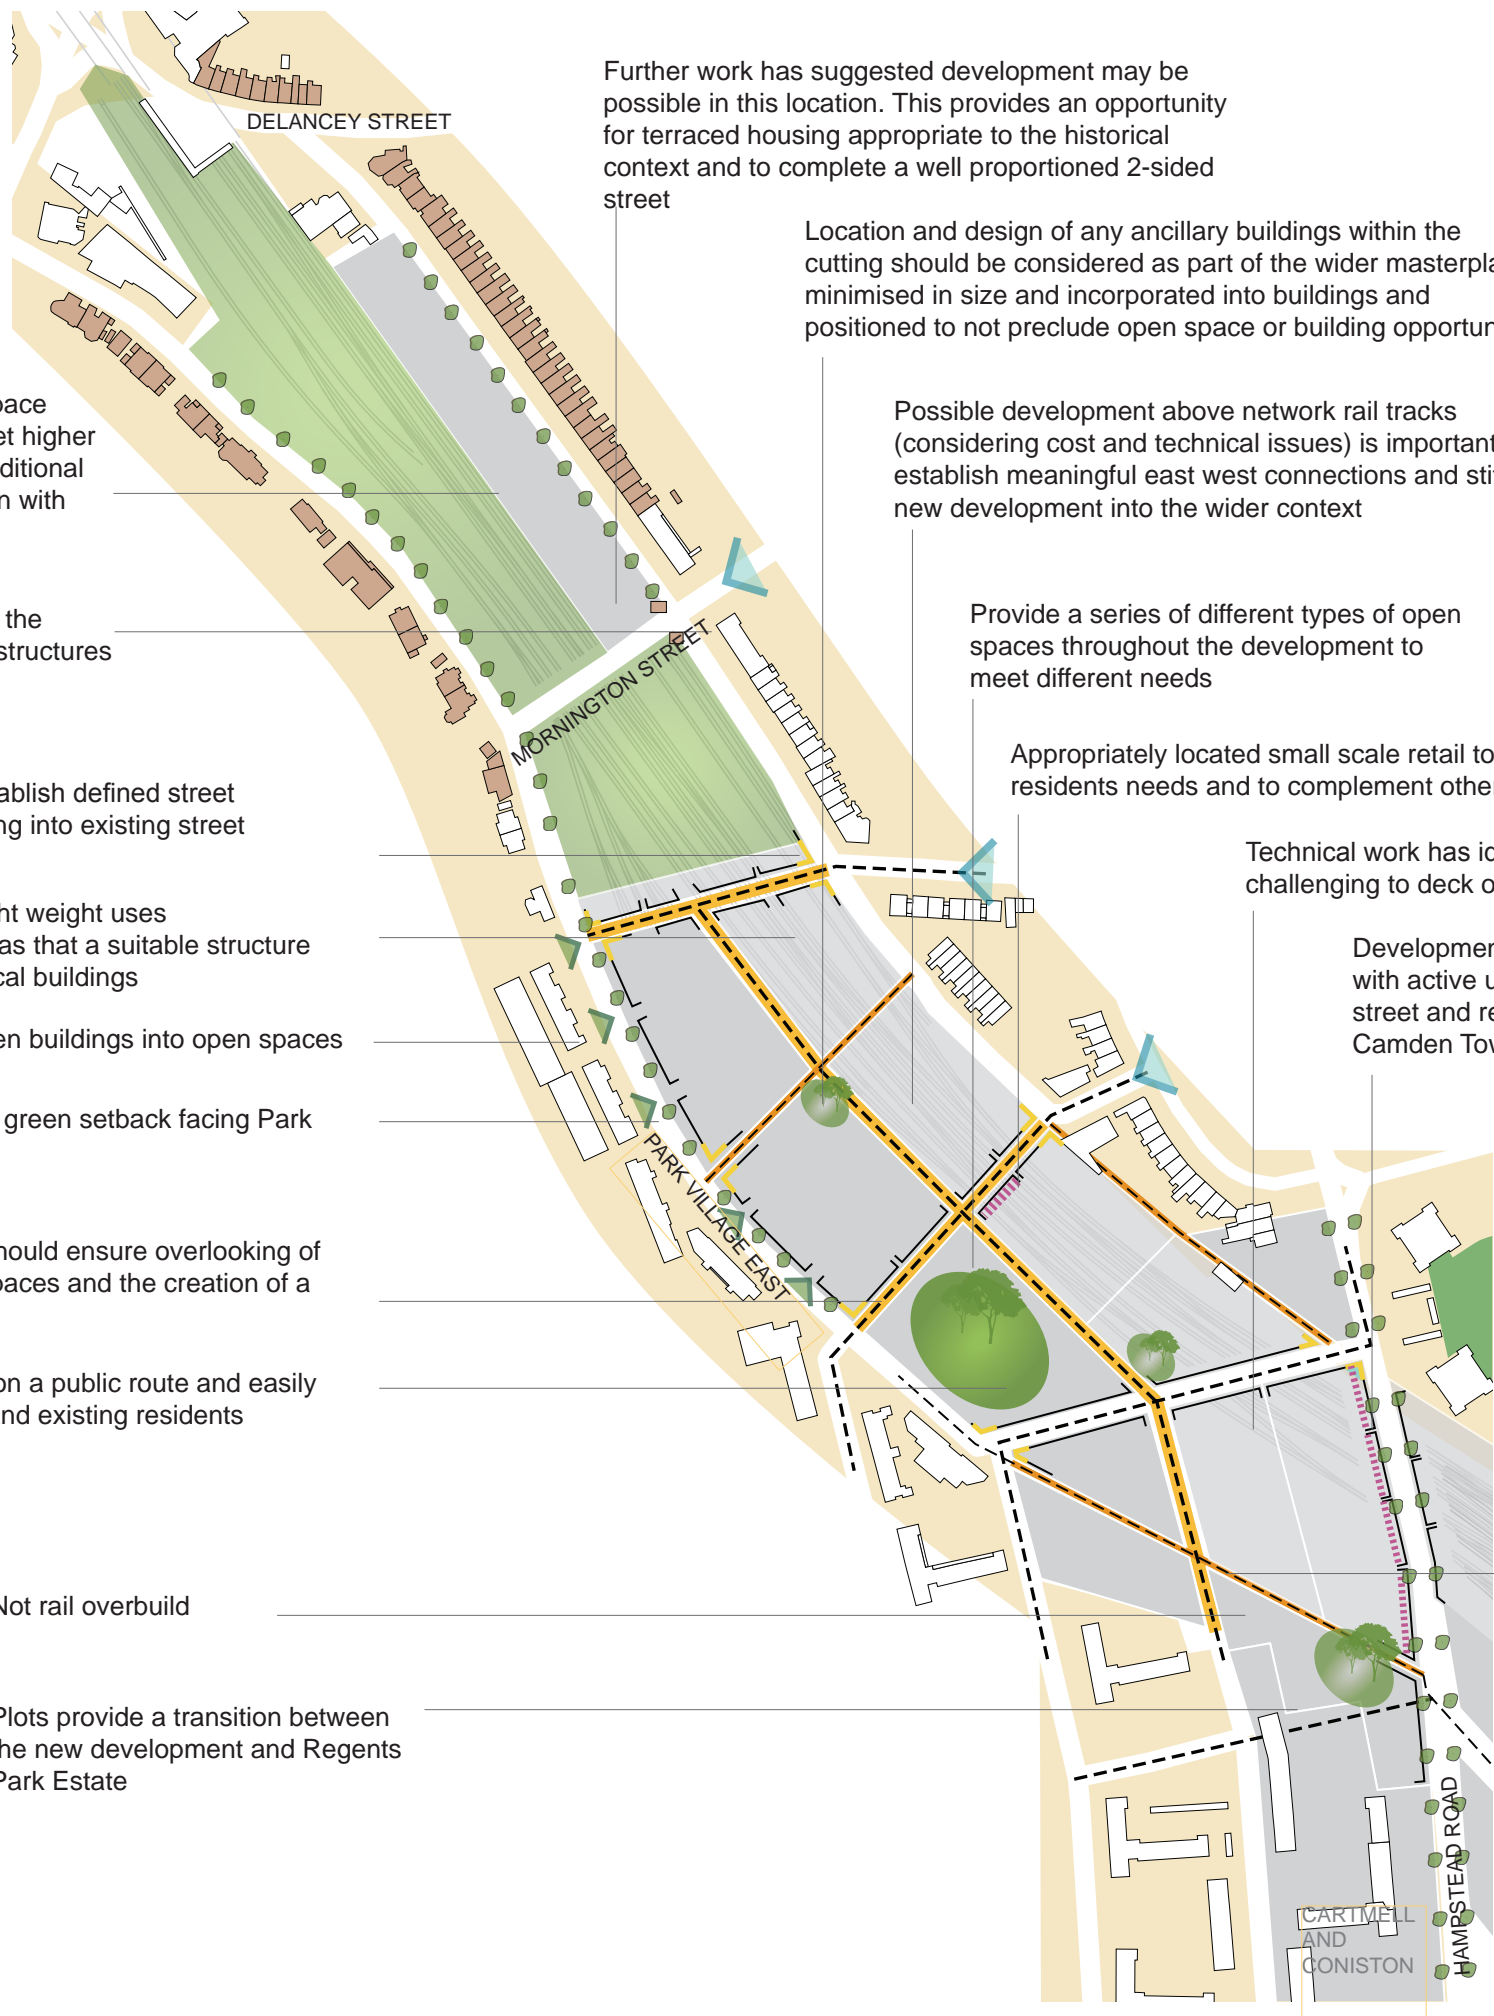 DELANCEY STREET
Further work has suggested development may be
possible in this location. This provides an opportunity
for terraced housing appropriate to the historical
context and to complete a well proportioned 2-sided
street
Location and design of any ancillary buildings within the
cutting should be considered as part of the wider masterpla
minimised in size and incorporated into buildings and
positioned to not preclude open space or building opportun
pace
et higher
ditional
n with
Possible development above network rail tracks
(considering cost and technical issues) is important
establish meaningful east west connections and sti
new development into the wider context
the
structures
Provide a series of different types of open
spaces throughout the development to
meet different needs
MORNINGTON STREET
Appropriately located small scale retail to
residents needs and to complement othe
ablish defined street
ng into existing street
Technical work has id
challenging to deck o
ht weight uses
as that a suitable structure
cal buildings
Developmen
with active u
street and re
Camden Tow
en buildings into open spaces
green setback facing Park
PARK VILLAGE EAST
hould ensure overlooking of
paces and the creation of a
on a public route and easily
nd existing residents
Not rail overbuild
Plots provide a transition between
the new development and Regents
Park Estate
HAMPSTEAD ROAD
CARTMELL
AND
CONISTON